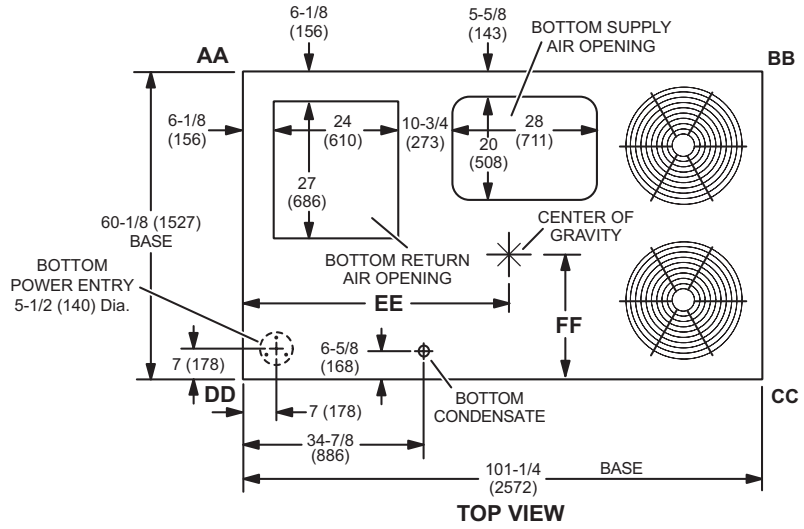 6-1/8
(156)
5-5/8
(143)
BOTTOM SUPPLY
AIR OPENING
AA
BB
6-1/8
(156)
24
(610)
10-3/4
(273)
28
(711)
20
(508)
27
(686)
60-1/8 (1527)
BASE
CENTER OF
GRAVITY
BOTTOM RETURN
AIR OPENING
BOTTOM
POWER ENTRY
5-1/2 (140) Dia.
EE
FF
7 (178)
6-5/8
(168)
DD
CC
7 (178)
BOTTOM
CONDENSATE
34-7/8
(886)
101-1/4
(2572)
BASE
TOP VIEW